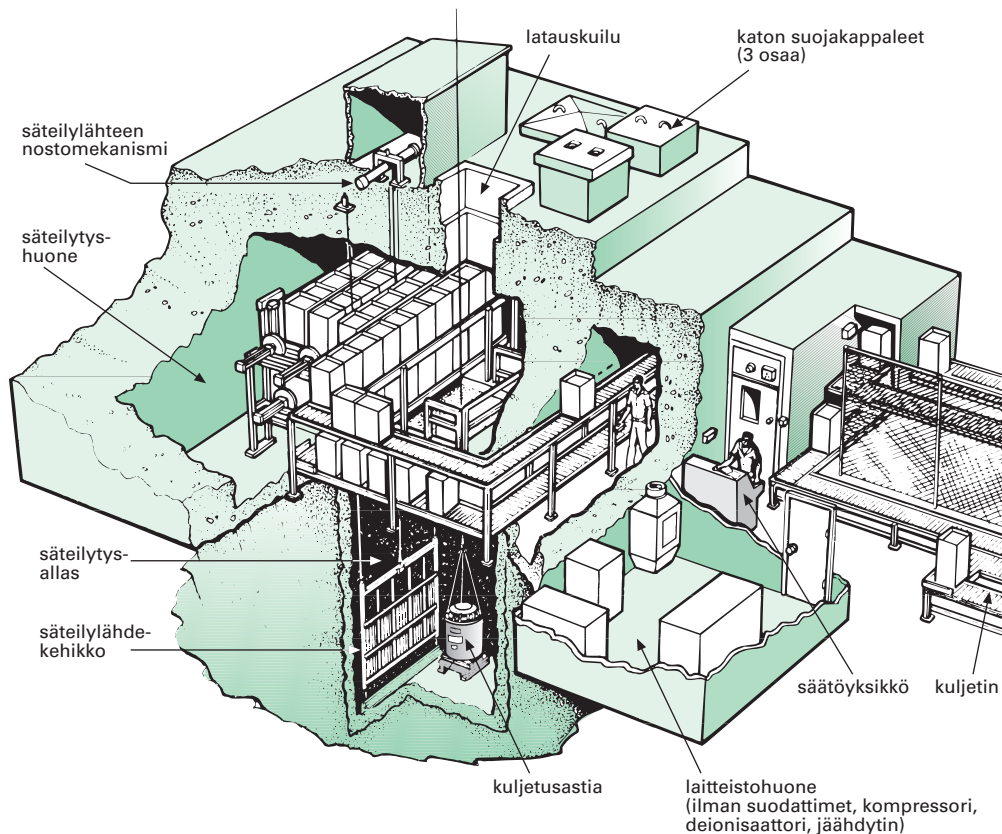 latauskuilu
katon suojakappaleet
(3 osaa)
säteilylähteen
nostomekanismi
säteilytys-
huone
säteilytys-
allas
säteilylähde-
kehikko
säätöyksikkö
kuljetin
kuljetusastia
laitteistohuone
(ilman suodattimet, kompressori,
deionisaattori, jäähdytin)